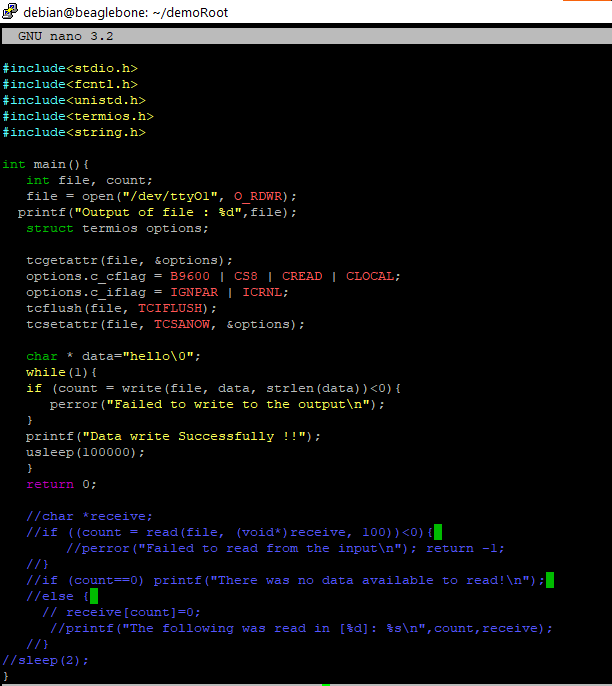 debian@beaglebone: ~/demoRoot
GNU nano 3.2
#include<stdio.h>
#include<fcntl.h>
#include<unistd.h>
#include<termios.h>
#include<string.h>
int main(){
   int file, count;
   file = open("/dev/ttyO1", O_RDWR);
  printf("Output of file : %d",file);
   struct termios options;
   tcgetattr(file, &options);
   options.c_cflag = B9600 | CS8 | CREAD | CLOCAL;
   options.c_iflag = IGNPAR | ICRNL;
   tcflush(file, TCIFLUSH);
   tcsetattr(file, TCSANOW, &options);
   char * data="hello\0";
   while(1){
   if (count = write(file, data, strlen(data))<0){
      perror("Failed to write to the output\n");
   }
   printf("Data write Successfully !!");
   usleep(100000);
   }
   return 0;
   //char *receive;
   //if ((count = read(file, (void*)receive, 100))<0){
        //perror("Failed to read from the input\n"); return -1;
   //}
   //if (count==0) printf("There was no data available to read!\n");
   //else {
     // receive[count]=0;
      //printf("The following was read in [%d]: %s\n",count,receive);
   //}
//sleep(2);
}